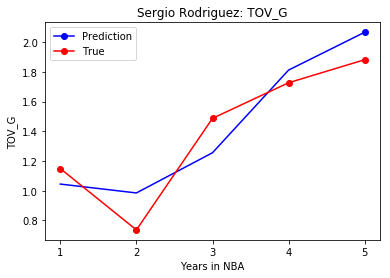 Sergio Rodriguez: TOV_G
Prediction
True
2.0
1.8
1.6
1.4
1.2
1.0
0.8
TOV_G
1 2 3 4 5
Years in NBA